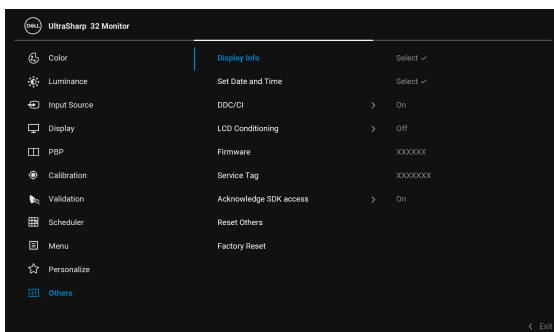 DELL UltraSharp 32 Monitor
Color Display Info Select ✓
Luminance Set Date and Time Select ✓
Input Source DDC/CI > On
Display LCD Conditioning > Off
PBP Firmware XXXXXX
Calibration Service Tag XXXXXXX
Validation Acknowledge SDK access > On
Scheduler Reset Others
Menu Factory Reset
Personalize
Others
< Exit